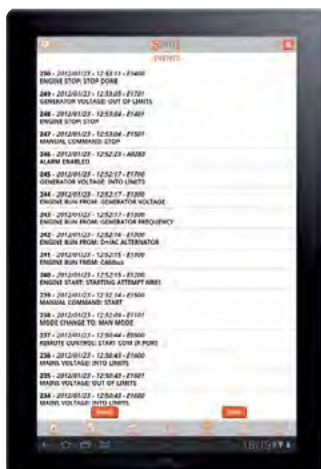 EVENTS
250 - 2012/01/23 - 12:53:11 - E1400
ENGINE STOP: STOP DONE
249 - 2012/01/23 - 12:53:05 - E1701
GENERATOR VOLTAGE: OUT OF LIMITS
248 - 2012/01/23 - 12:53:04 - E1401
ENGINE STOP: STOP
247 - 2012/01/23 - 12:53:04 - E1501
MANUAL COMMAND: STOP
246 - 2012/01/23 - 12:52:23 - A0203
ALARM ENABLED
245 - 2012/01/23 - 12:52:17 - E1700
GENERATOR VOLTAGE: INTO LIMITS
244 - 2012/01/23 - 12:52:17 - E1300
ENGINE RUN FROM: GENERATOR VOLTAGE
243 - 2012/01/23 - 12:52:17 - E1300
ENGINE RUN FROM: GENERATOR FREQUENCY
242 - 2012/01/23 - 12:52:16 - E1300
ENGINE RUN FROM: D+/AC ALTERNATOR
241 - 2012/01/23 - 12:52:15 - E1300
ENGINE RUN FROM: CANbus
240 - 2012/01/23 - 12:52:15 - E1200
ENGINE START: STARTING ATTEMPT NR01
239 - 2012/01/23 - 12:52:14 - E1500
MANUAL COMMAND: START
238 - 2012/01/23 - 12:52:09 - E1101
MODE CHANGE TO: MAN MODE
237 - 2012/01/23 - 12:50:44 - E0600
REMOTE CONTROL: START COM IX PORT
236 - 2012/01/23 - 12:50:43 - E1600
MAINS VOLTAGE: INTO LIMITS
235 - 2012/01/23 - 12:50:43 - E1601
MAINS VOLTAGE: OUT OF LIMITS
234 - 2012/01/23 - 12:50:43 - E1600
MAINS VOLTAGE: INTO LIMITS